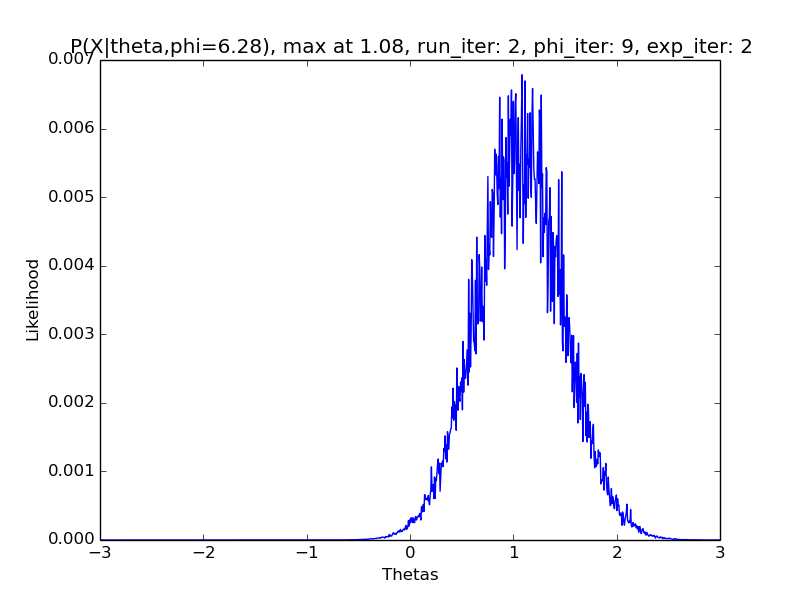 P(X|theta,phi=6.28), max at 1.08, run_iter: 2, phi_iter: 9, exp_iter: 2
0.007
0.006
0.005
0.004
0.003
0.002
0.001
0.000
Likelihood
−3 −2 −1 0 1 2 3
Thetas